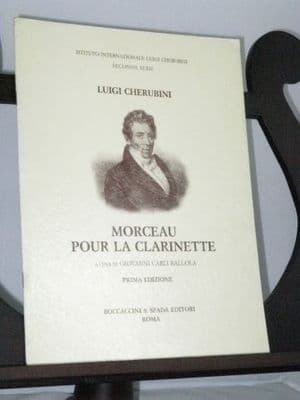 ISTITUTO INTERNAZIONALE LUIGI CHERUBINI
SECONDA SERIE
LUIGI CHERUBINI
MORCEAU
POUR LA CLARINETTE
A CURA DI GIOVANNI CARLI BALLOLA
PRIMA EDIZIONE
BOCCACCINI & SPADA EDITORI
ROMA